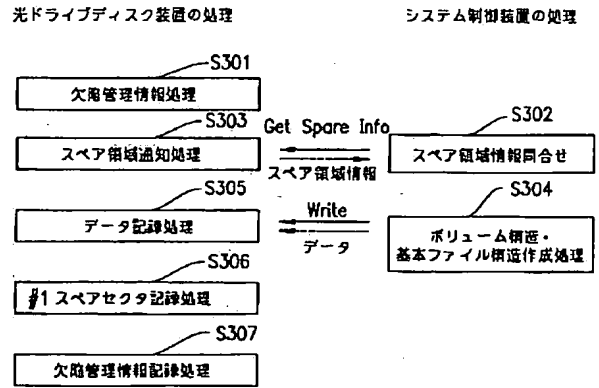 光ドライブディスク装置の処理
システム制御装置の処理
S301
欠陥管理情報処理
S303
スペア領域通知処理
Get Spare Info
スペア領域情報
S302
スペア領域情報問合せ
S305
データ記録処理
Write
データ
S304
ボリューム構造・
基本ファイル構造作成処理
S306
#1 スペアセクタ記録処理
S307
欠陥管理情報記録処理